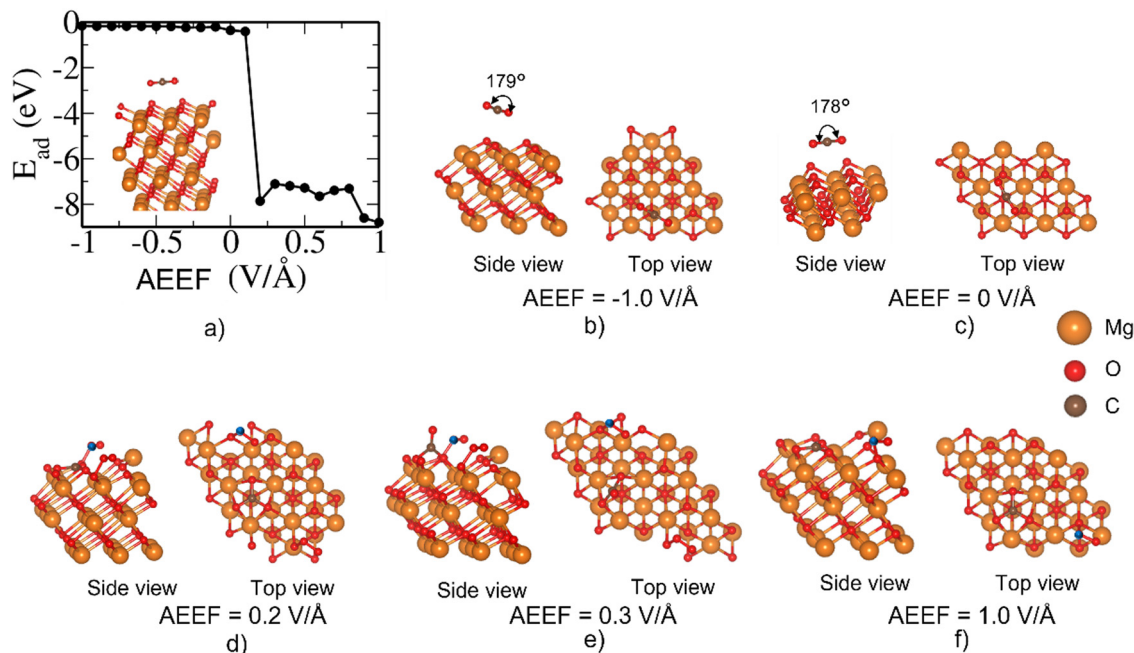 0
-2
-4
-6
-8
E_ad (eV)
-1 -0.5 0 0.5 1
AEEF (V/Å)
a)
179°
Side view Top view
AEEF = -1.0 V/Å
b)
178°
Side view Top view
AEEF = 0 V/Å
c)
Mg
O
C
Side view Top view
AEEF = 0.2 V/Å
d)
Side view Top view
AEEF = 0.3 V/Å
e)
Side view Top view
AEEF = 1.0 V/Å
f)